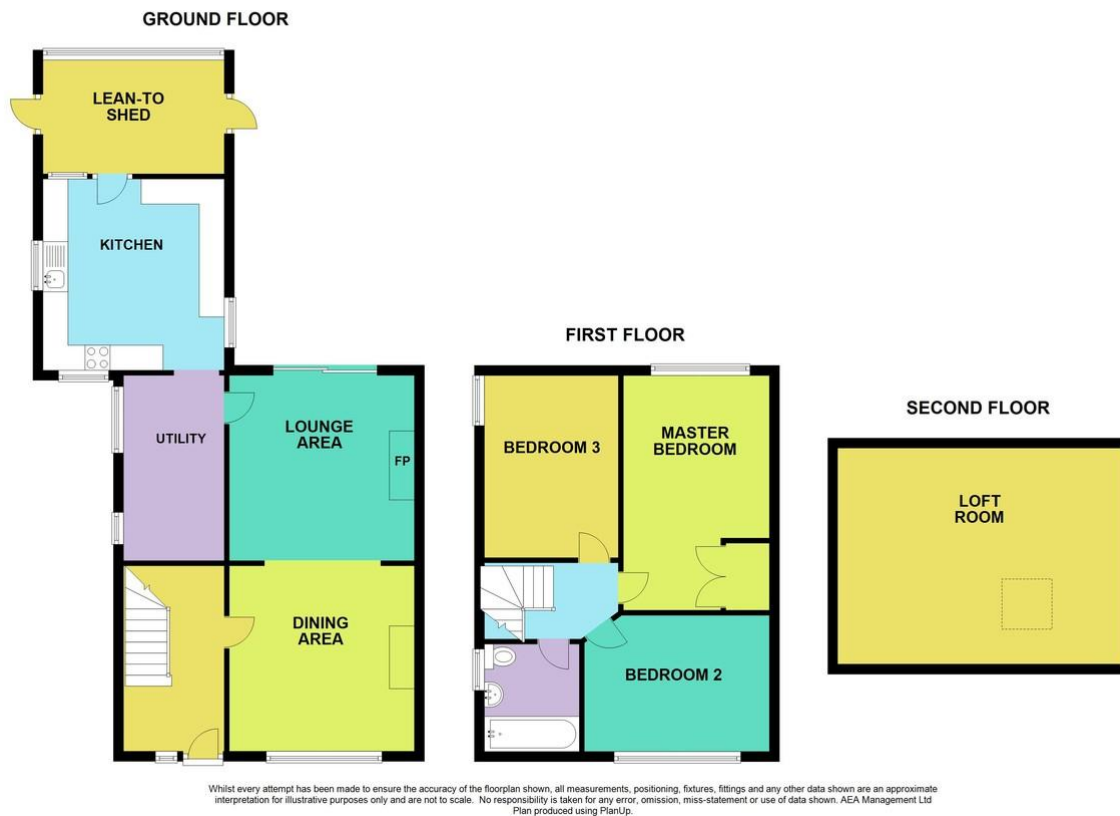 GROUND FLOOR
LEAN-TO
SHED
KITCHEN
UTILITY
LOUNGE
AREA
FP
DINING
AREA
FIRST FLOOR
BEDROOM 3
MASTER
BEDROOM
BEDROOM 2
SECOND FLOOR
LOFT
ROOM
Whilst every attempt has been made to ensure the accuracy of the floorplan shown, all measurements, positioning, fixtures, fittings and any other data shown are an approximate
interpretation for illustrative purposes only and are not to scale. No responsibility is taken for any error, omission, miss-statement or use of data shown. AEA Management Ltd
Plan produced using PlanUp.